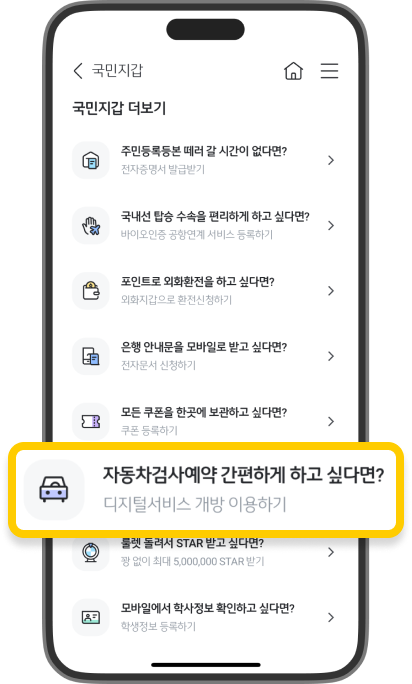 국민지갑
국민지갑 더보기
주민등록등본 떼러 갈 시간이 없다면?
전자증명서 발급받기
국내선 탑승 수속을 편리하게 하고 싶다면?
바이오인증 공항연계 서비스 등록하기
포인트로 외화환전을 하고 싶다면?
외화지갑으로 환전신청하기
은행 안내문을 모바일로 받고 싶다면?
전자문서 신청하기
모든 쿠폰을 한곳에 보관하고 싶다면?
쿠폰 등록하기
자동차검사예약 간편하게 하고 싶다면?
디지털서비스 개방 이용하기
룰렛 돌려서 STAR 받고 싶다면?
꽝 없이 최대 5,000,000 STAR 받기
모바일에서 학사정보 확인하고 싶다면?
학생정보 등록하기